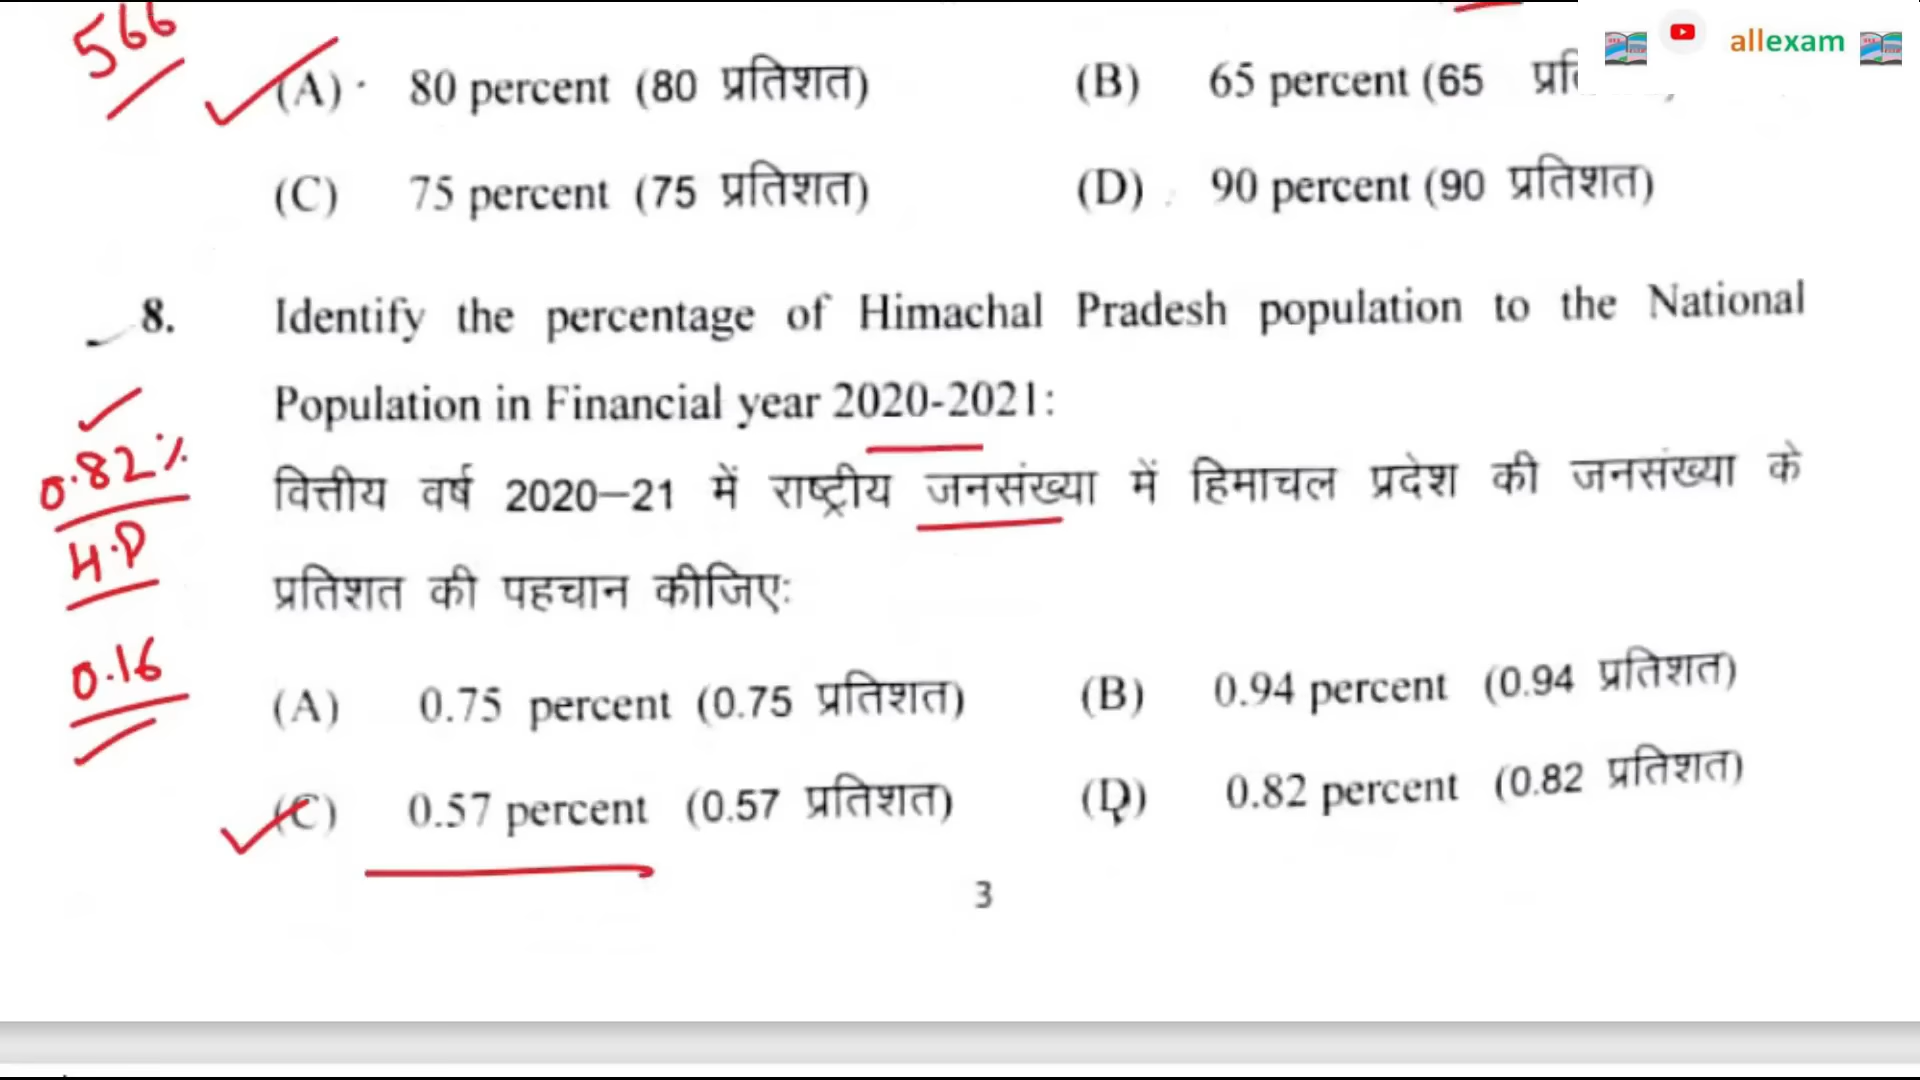 566
allexam
(A) 80 percent (80 प्रतिशत) (B) 65 percent (65
(C) 75 percent (75 प्रतिशत) (D) 90 percent (90 प्रतिशत)
8. Identify the percentage of Himachal Pradesh population to the National
Population in Financial year 2020-2021:
0.82%
वित्तीय वर्ष 2020–21 में राष्ट्रीय जनसंख्या में हिमाचल प्रदेश की जनसंख्या के
H.P
प्रतिशत की पहचान कीजिए:
0.16
(A) 0.75 percent (0.75 प्रतिशत) (B) 0.94 percent (0.94 प्रतिशत)
(C) 0.57 percent (0.57 प्रतिशत) (D) 0.82 percent (0.82 प्रतिशत)
3